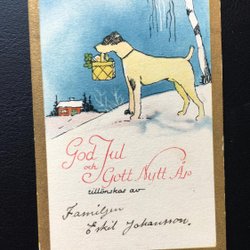 God Jul
och
Gott Nytt År
tillönskas av
Familjen
Eskil Johansson.